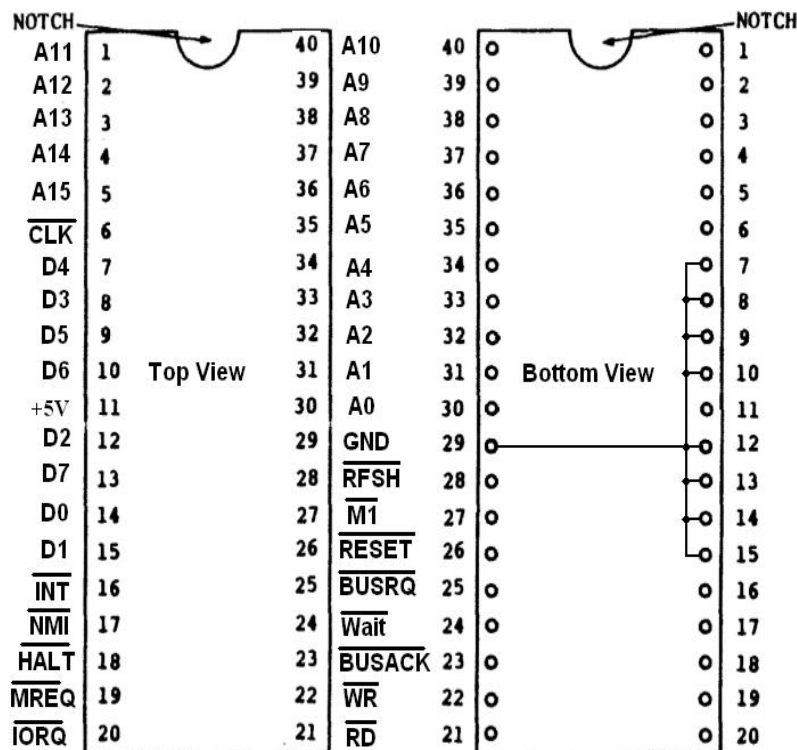 NOTCH NOTCH
A11 1 40 A10 40 1
A12 2 39 A9 39 2
A13 3 38 A8 38 3
A14 4 37 A7 37 4
A15 5 36 A6 36 5
CLK 6 35 A5 35 6
D4 7 34 A4 34 7
D3 8 33 A3 33 8
D5 9 32 A2 32 9
D6 10 Top View 31 A1 31 Bottom View 10
+5V 11 30 A0 30 11
D2 12 29 GND 29 12
D7 13 28 RFSH 28 13
D0 14 27 M1 27 14
D1 15 26 RESET 26 15
INT 16 25 BUSRQ 25 16
NMI 17 24 Wait 24 17
HALT 18 23 BUSACK 23 18
MREQ 19 22 WR 22 19
IORQ 20 21 RD 21 20